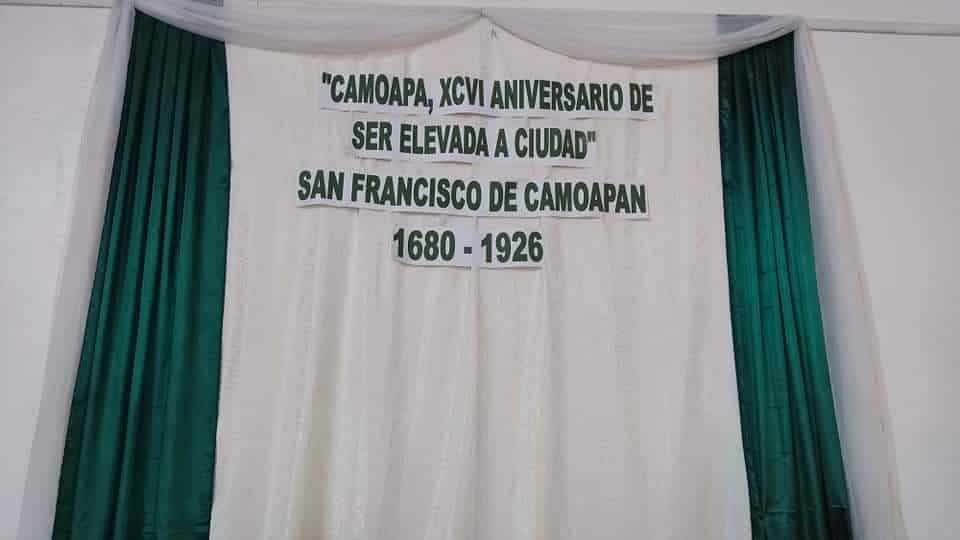 "CAMOAPA, XCVI ANIVERSARIO DE
SER ELEVADA A CIUDAD"
SAN FRANCISCO DE CAMOAPAN
1680 - 1926